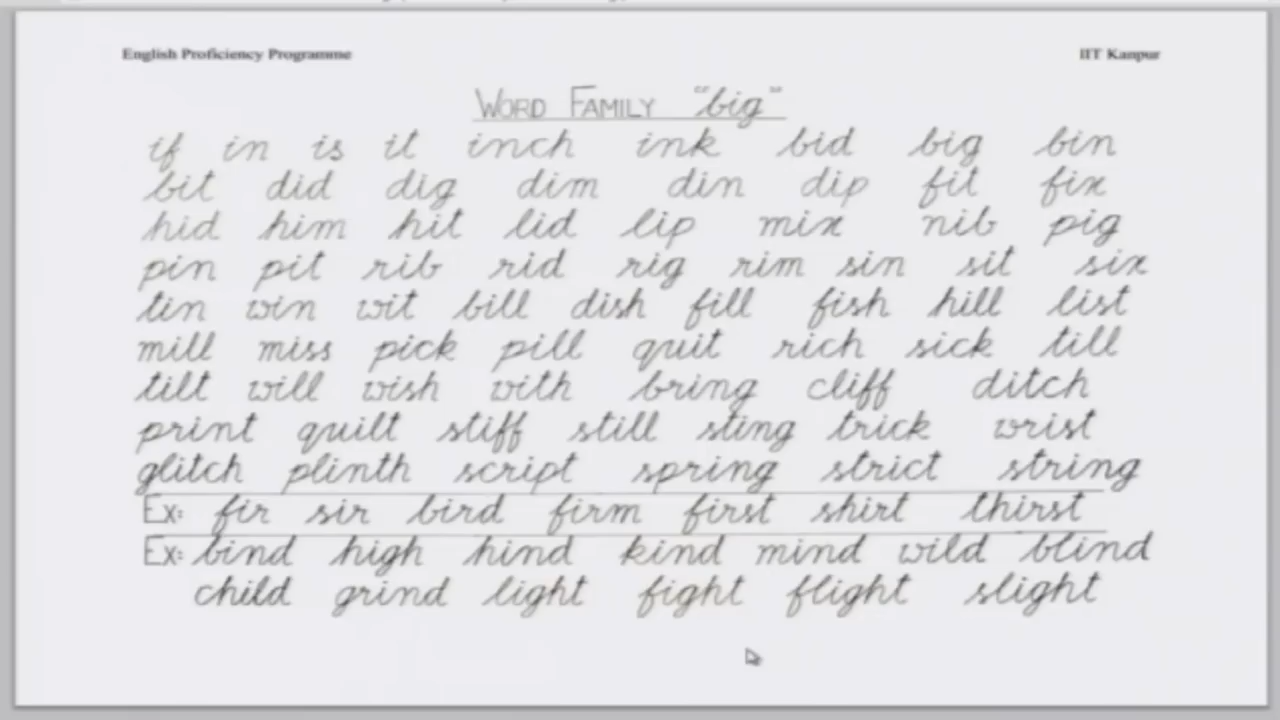 English Proficiency Programme IIT Kanpur
WORD FAMILY "big"
if in is it inch ink bid big bin
bit did dig dim din dip fit fix
hid him hit lid lip mix nib pig
pin pit rib rid rig rim sin sit six
tin win wit bill dish fill fish hill list
mill miss pick pill quit rich sick till
tilt will wish with bring cliff ditch
print quilt stiff still sting trick wrist
glitch plinth script spring strict string
Ex: fir sir bird firm first shirt thirst
Ex: bind high hind kind mind wild blind
child grind light fight flight slight